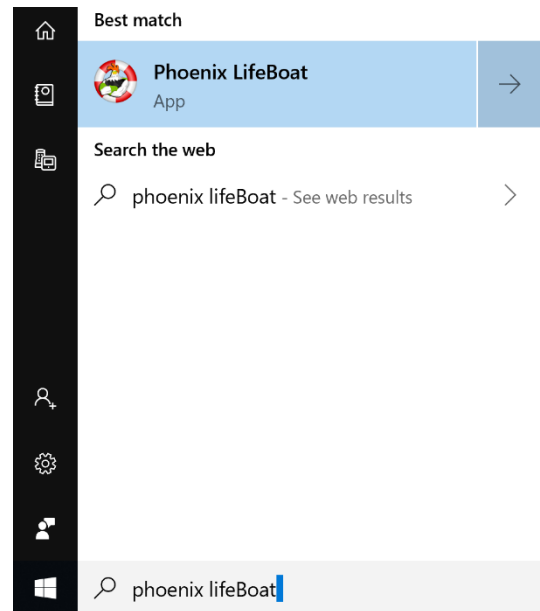 Best match
Phoenix LifeBoat
App
Search the web
phoenix lifeBoat - See web results
phoenix lifeBoat